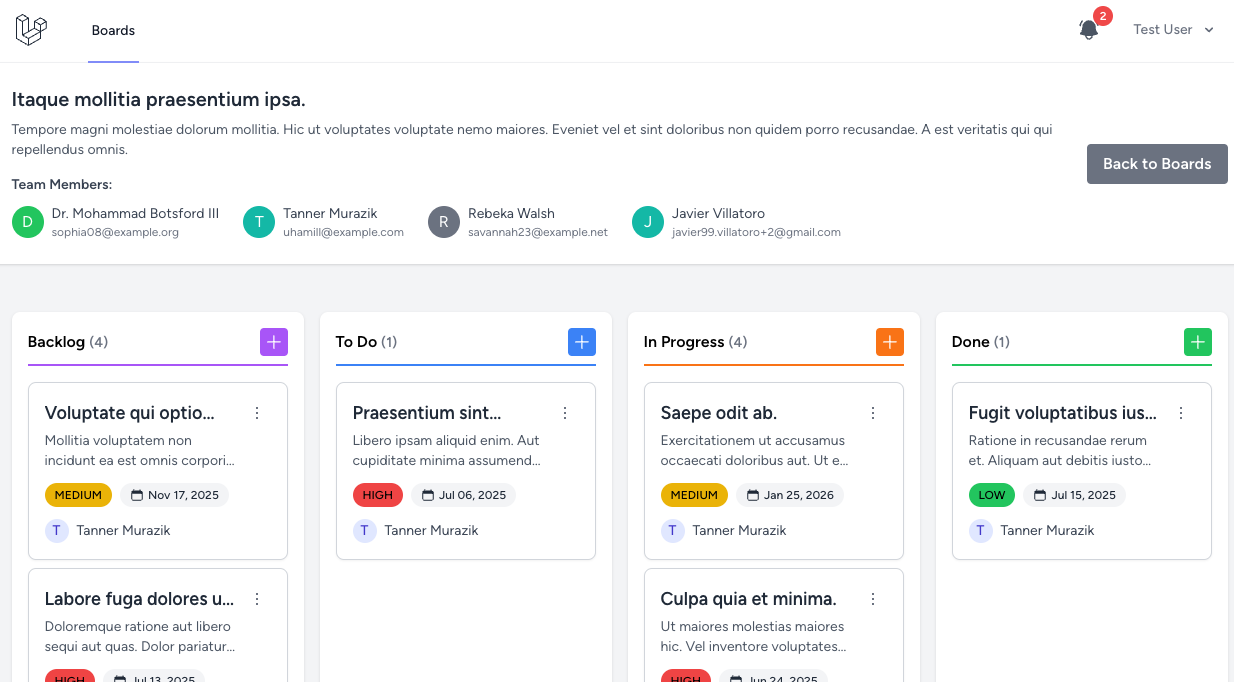 Boards
2
Test User
Itaque mollitia praesentium ipsa.
Tempore magni molestiae dolorum mollitia. Hic ut voluptates voluptate nemo maiores. Eveniet vel et sint doloribus non quidem porro recusandae. A est veritatis qui qui
repellendus omnis.
Back to Boards
Team Members:
D
Dr. Mohammad Botsford III
sophia08@example.org
T
Tanner Murazik
uhamill@example.com
R
Rebeka Walsh
savannah23@example.net
J
Javier Villatoro
javier99.villatoro+2@gmail.com
Backlog (4)
Voluptate qui optio...
Mollitia voluptatem non
incidunt ea est omnis corpori...
MEDIUM
Nov 17, 2025
T
Tanner Murazik
Labore fuga dolores u...
Doloremque ratione aut libero
sequi aut quas. Dolor pariatur...
HIGH
Jul 13, 2025
To Do (1)
Praesentium sint...
Libero ipsam aliquid enim. Aut
cupiditate minima assumend...
HIGH
Jul 06, 2025
T
Tanner Murazik
In Progress (4)
Saepe odit ab.
Exercitationem ut accusamus
occaecati doloribus aut. Ut e...
MEDIUM
Jan 25, 2026
T
Tanner Murazik
Culpa quia et minima.
Ut maiores molestias maiores
hic. Vel inventore voluptates...
HIGH
Jun 24, 2025
Done (1)
Fugit voluptatibus ius...
Ratione in recusandae rerum
et. Aliquam aut debitis iusto...
LOW
Jul 15, 2025
T
Tanner Murazik